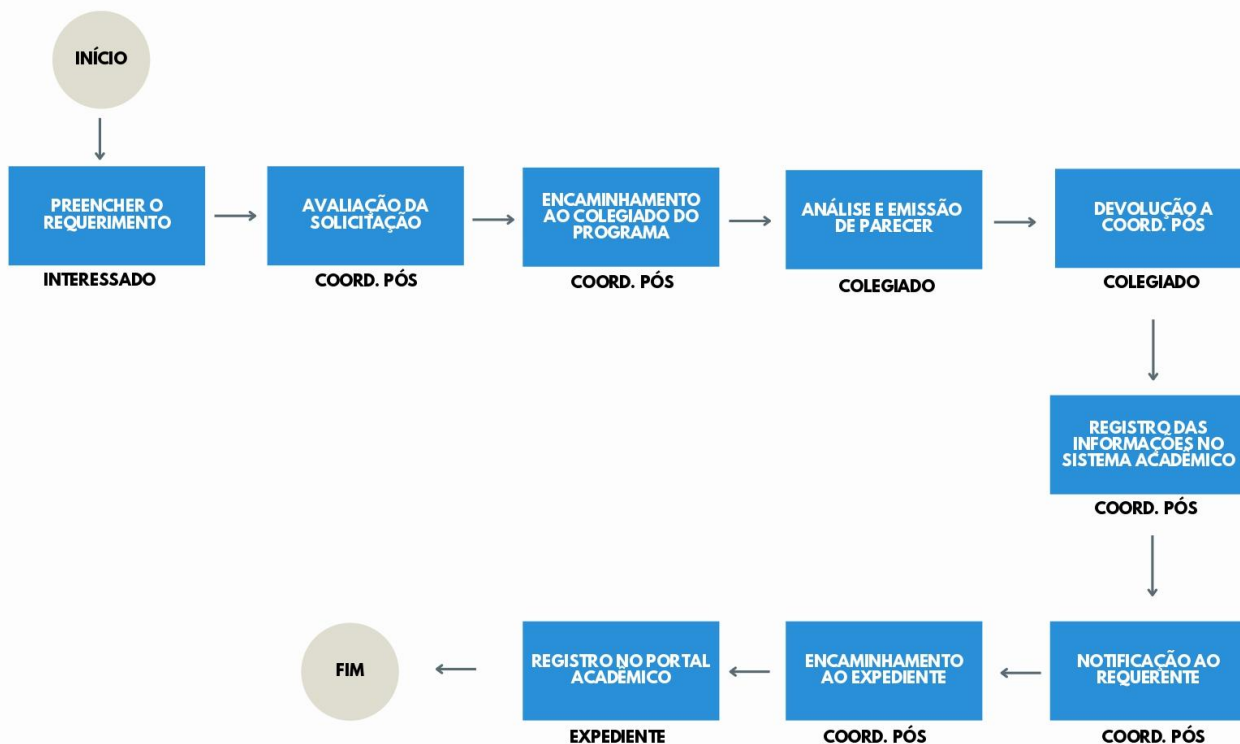 INÍCIO
PREENCHER O
REQUERIMENTO
INTERESSADO
AVALIAÇÃO DA
SOLICITAÇÃO
COORD. PÓS
ENCAMINHAMENTO
AO COLEGIADO DO
PROGRAMA
COORD. PÓS
ANÁLISE E EMISSÃO
DE PARECER
COLEGIADO
DEVOLUÇÃO A
COORD. PÓS
COLEGIADO
REGISTRO DAS
INFORMAÇÕES NO
SISTEMA ACADÊMICO
COORD. PÓS
NOTIFICAÇÃO AO
REQUERENTE
COORD. PÓS
ENCAMINHAMENTO
AO EXPEDIENTE
COORD. PÓS
REGISTRO NO PORTAL
ACADÊMICO
EXPEDIENTE
FIM